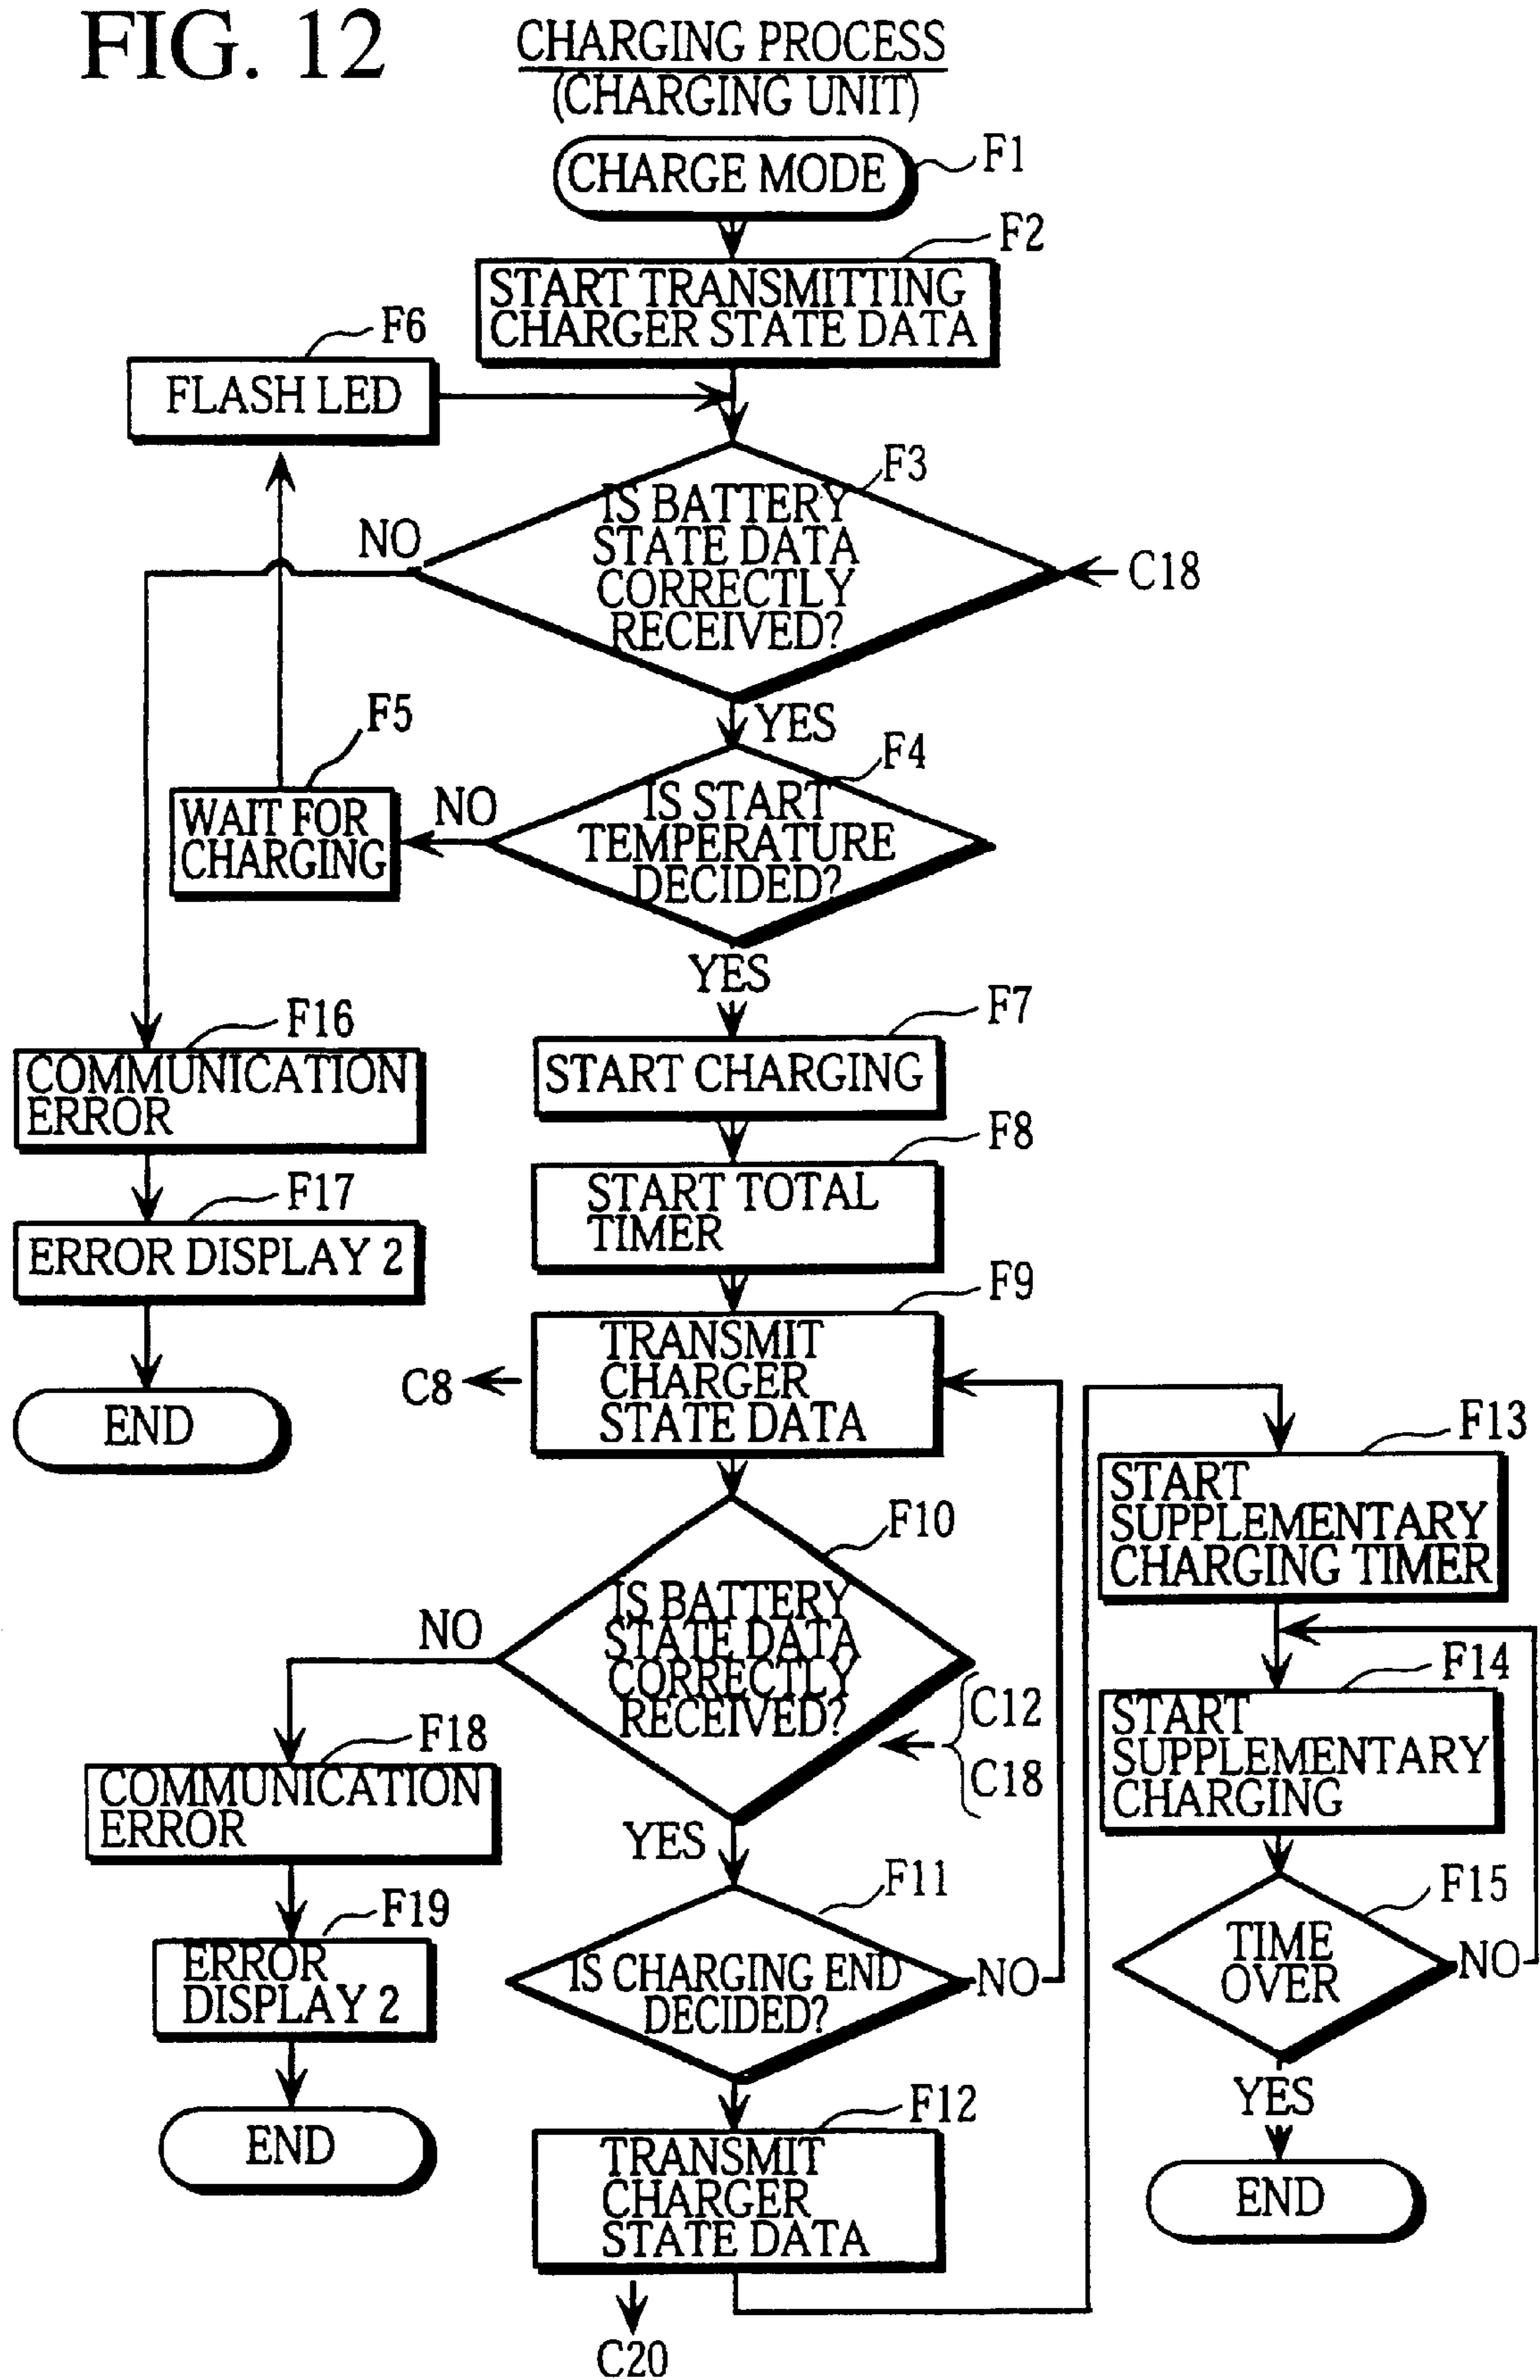 FIG. 12
CHARGING PROCESS
(CHARGING UNIT)
CHARGE MODE
F1
F2
START TRANSMITTING
CHARGER STATE DATA
F6
FLASH LED
F3
IS BATTERY
STATE DATA
CORRECTLY
RECEIVED?
NO
C18
YES
F5
WAIT FOR
CHARGING
NO
F4
IS START
TEMPERATURE
DECIDED?
YES
F7
START CHARGING
F16
COMMUNICATION
ERROR
F8
START TOTAL
TIMER
F17
ERROR DISPLAY 2
F9
TRANSMIT
CHARGER
STATE DATA
C8
END
F13
START
SUPPLEMENTARY
CHARGING TIMER
F10
IS BATTERY
STATE DATA
CORRECTLY
RECEIVED?
NO
C12
C18
F14
START
SUPPLEMENTARY
CHARGING
F18
COMMUNICATION
ERROR
YES
F11
IS CHARGING END
DECIDED?
NO
F15
TIME
OVER
NO
F19
ERROR
DISPLAY 2
YES
END
F12
TRANSMIT
CHARGER
STATE DATA
END
C20